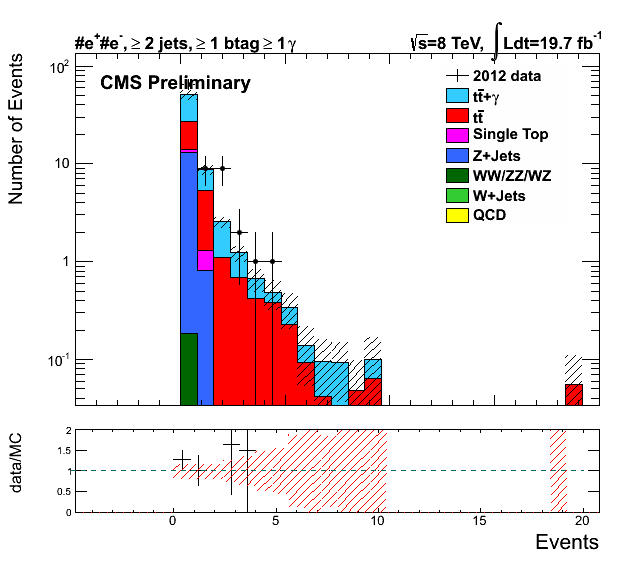 #e⁺#e⁻, ≥ 2 jets, ≥ 1 btag ≥ 1 γ √s=8 TeV, ∫ Ldt=19.7 fb⁻¹
CMS Preliminary
2012 data
tt̄+γ
tt̄
Single Top
Z+Jets
WW/ZZ/WZ
W+Jets
QCD
Number of Events
10²
10
1
10⁻¹
data/MC
2
1.5
1
0.5
0
0 5 10 15 20
Events